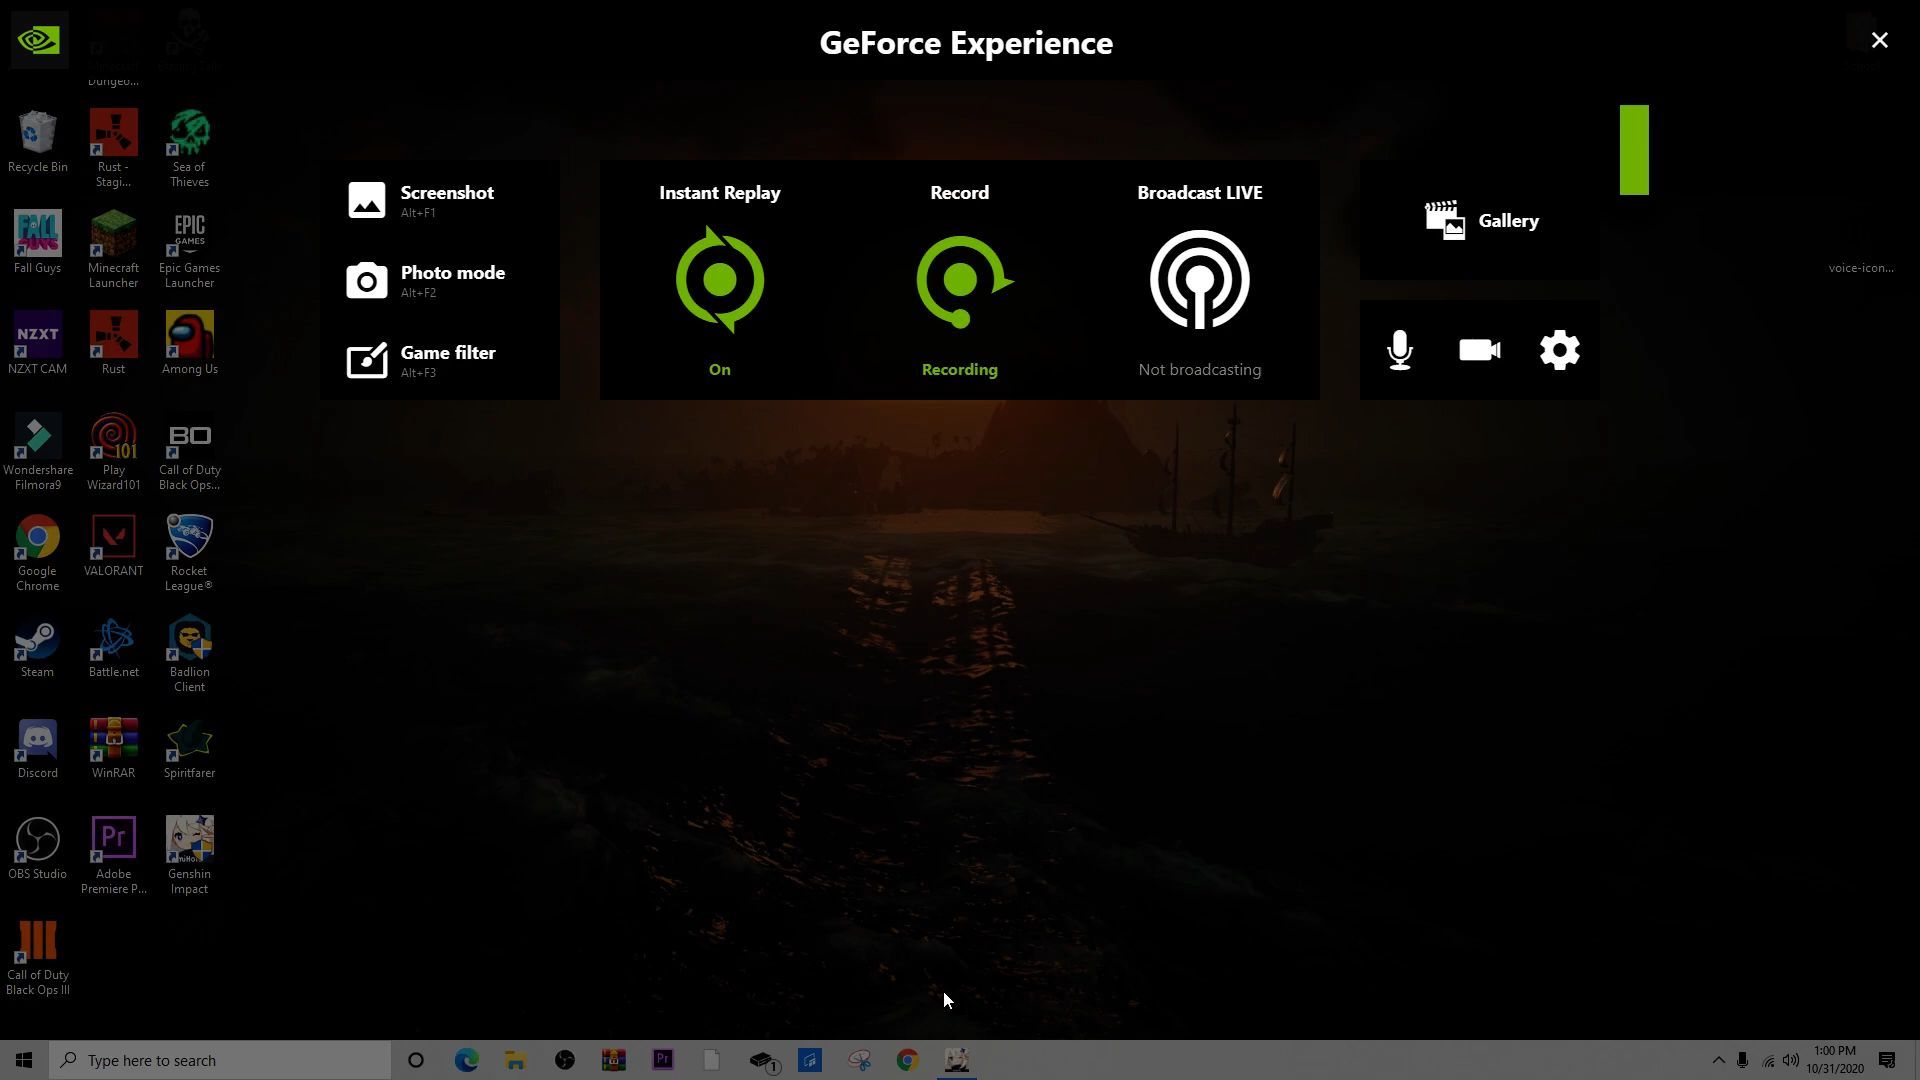 GeForce Experience
Dungeo...
Recycle Bin
Rust -
Stagi...
Sea of
Thieves
Fall Guys
Minecraft
Launcher
EPIC
GAMES
Epic Games
Launcher
NZXT
NZXT CAM
Rust
Among Us
Wondershare
Filmora9
101
Play
Wizard101
BO
Call of Duty
Black Ops...
Google
Chrome
VALORANT
Rocket
League®
Steam
Battle.net
Badlion
Client
Discord
WinRAR
Spiritfarer
OBS Studio
Pr
Adobe
Premiere P...
Genshin
Impact
Call of Duty
Black Ops III
Screenshot
Alt+F1
Photo mode
Alt+F2
Game filter
Alt+F3
Instant Replay
On
Record
Recording
Broadcast LIVE
Not broadcasting
Gallery
voice-icon...
Type here to search
Pr
1
1:00 PM
10/31/2020